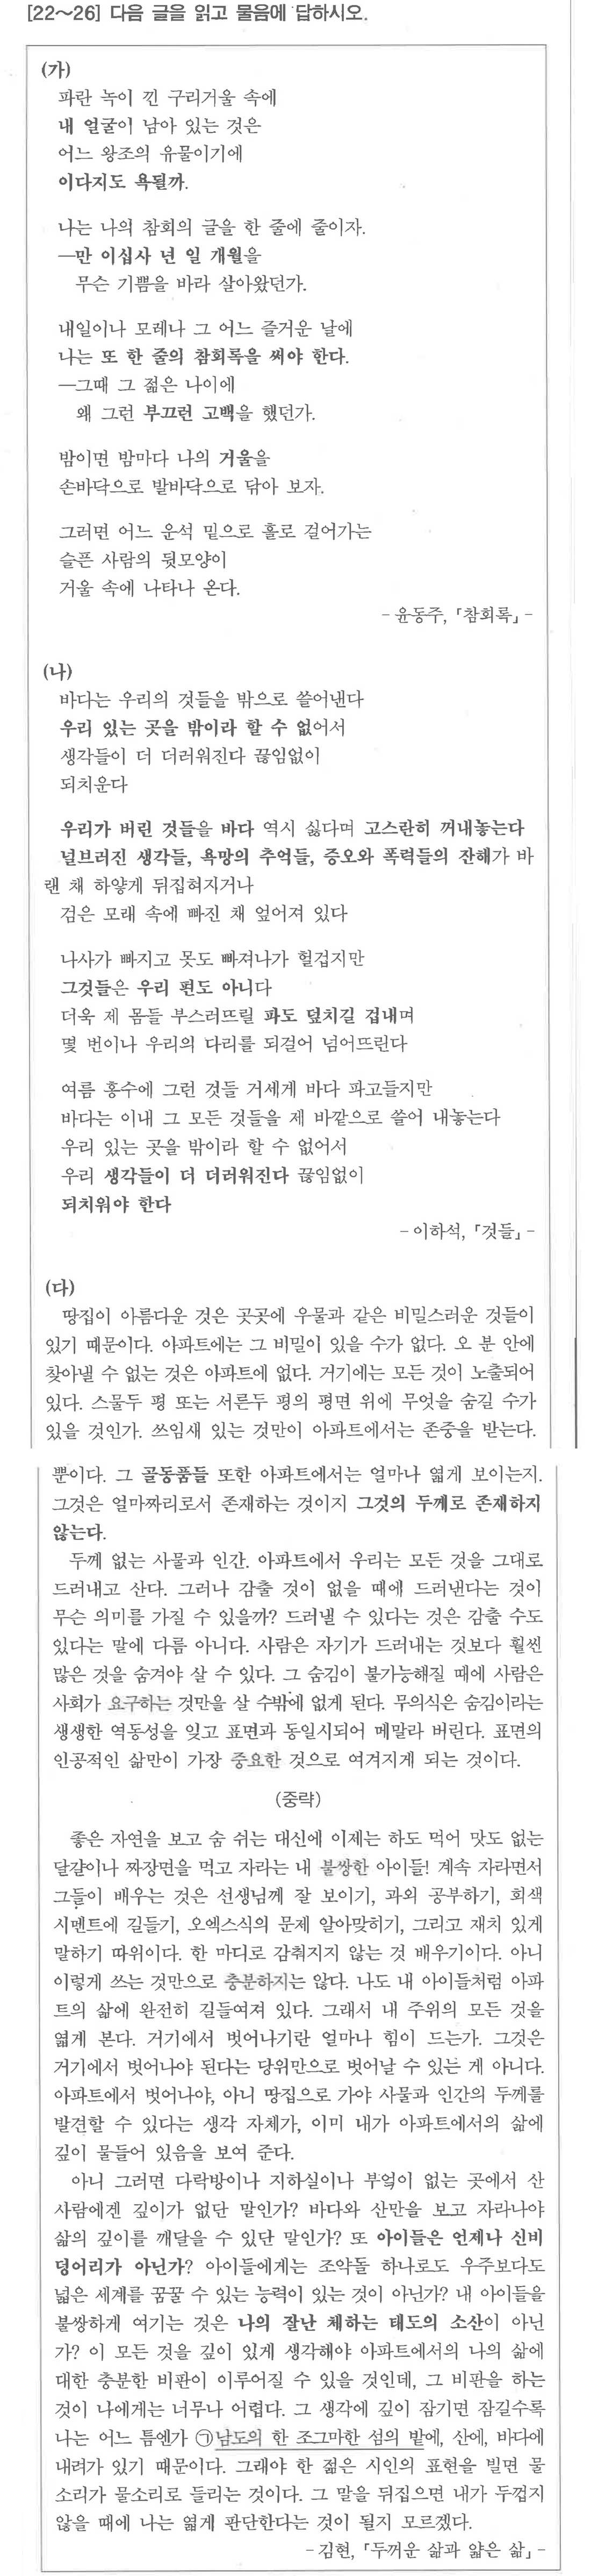 [22～26] 다음 글을 읽고 물음에 답하시오.
(가)
파란 녹이 낀 구리거울 속에
내 얼굴이 남아 있는 것은
어느 왕조의 유물이기에
이다지도 욕될까.
나는 나의 참회의 글을 한 줄에 줄이자.
—만 이십사 년 일 개월을
무슨 기쁨을 바라 살아왔던가.
내일이나 모레나 그 어느 즐거운 날에
나는 또 한 줄의 참회록을 써야 한다.
—그때 그 젊은 나이에
왜 그런 부끄런 고백을 했던가.
밤이면 밤마다 나의 거울을
손바닥으로 발바닥으로 닦아 보자.
그러면 어느 운석 밑으로 홀로 걸어가는
슬픈 사람의 뒷모양이
거울 속에 나타나 온다.
- 윤동주, 「참회록」 -
(나)
바다는 우리의 것들을 밖으로 쓸어낸다
우리 있는 곳을 밖이라 할 수 없어서
생각들이 더 더러워진다 끊임없이
되치운다
우리가 버린 것들을 바다 역시 싫다며 고스란히 꺼내놓는다
널브러진 생각들, 욕망의 추억들, 증오와 폭력들의 잔해가 바
랜 채 하얗게 뒤집혀지거나
검은 모래 속에 빠진 채 엎어져 있다
나사가 빠지고 못도 빠져나가 헐겁지만
그것들은 우리 편도 아니다
더욱 제 몸들 부스러뜨릴 파도 덮치길 겁내며
몇 번이나 우리의 다리를 되걸어 넘어뜨린다
여름 홍수에 그런 것들 거세게 바다 파고들지만
바다는 이내 그 모든 것들을 제 바깥으로 쓸어 내놓는다
우리 있는 곳을 밖이라 할 수 없어서
우리 생각들이 더 더러워진다 끊임없이
되치워야 한다
- 이하석, 「것들」 -
(다)
땅집이 아름다운 것은 곳곳에 우물과 같은 비밀스러운 것들이
있기 때문이다. 아파트에는 그 비밀이 있을 수가 없다. 오 분 안에
찾아낼 수 없는 것은 아파트에 없다. 거기에는 모든 것이 노출되어
있다. 스물두 평 또는 서른두 평의 평면 위에 무엇을 숨길 수가
있을 것인가. 쓰임새 있는 것만이 아파트에서는 존중을 받는다.
뿐이다. 그 골동품들 또한 아파트에서는 얼마나 엷게 보이는지.
그것은 얼마짜리로서 존재하는 것이지 그것의 두께로 존재하지
않는다.
두께 없는 사물과 인간. 아파트에서 우리는 모든 것을 그대로
드러내고 산다. 그러나 감출 것이 없을 때에 드러낸다는 것이
무슨 의미를 가질 수 있을까? 드러낼 수 있다는 것은 감출 수도
있다는 말에 다름 아니다. 사람은 자기가 드러내는 것보다 훨씬
많은 것을 숨겨야 살 수 있다. 그 숨김이 불가능해질 때에 사람은
사회가 요구하는 것만을 살 수밖에 없게 된다. 무의식은 숨김이라는
생생한 역동성을 잊고 표면과 동일시되어 메말라 버린다. 표면의
인공적인 삶만이 가장 중요한 것으로 여겨지게 되는 것이다.
(중략)
좋은 자연을 보고 숨 쉬는 대신에 이제는 하도 먹어 맛도 없는
달걀이나 짜장면을 먹고 자라는 내 불쌍한 아이들! 계속 자라면서
그들이 배우는 것은 선생님께 잘 보이기, 과외 공부하기, 회색
시멘트에 길들기, 오엑스식의 문제 알아맞히기, 그리고 재치 있게
말하기 따위이다. 한 마디로 감춰지지 않는 것 배우기이다. 아니
이렇게 쓰는 것만으로 충분하지는 않다. 나도 내 아이들처럼 아파
트의 삶에 완전히 길들여져 있다. 그래서 내 주위의 모든 것을
엷게 본다. 거기에서 벗어나기란 얼마나 힘이 드는가. 그것은
거기에서 벗어나야 된다는 당위만으로 벗어날 수 있는 게 아니다.
아파트에서 벗어나야, 아니 땅집으로 가야 사물과 인간의 두께를
발견할 수 있다는 생각 자체가, 이미 내가 아파트에서의 삶에
깊이 물들어 있음을 보여 준다.
아니 그러면 다락방이나 지하실이나 부엌이 없는 곳에서 산
사람에겐 깊이가 없단 말인가? 바다와 산만을 보고 자라나야
삶의 깊이를 깨달을 수 있단 말인가? 또 아이들은 언제나 신비
덩어리가 아닌가? 아이들에게는 조약돌 하나로도 우주보다도
넓은 세계를 꿈꿀 수 있는 능력이 있는 것이 아닌가? 내 아이들을
불쌍하게 여기는 것은 나의 잘난 체하는 태도의 소산이 아닌
가? 이 모든 것을 깊이 있게 생각해야 아파트에서의 나의 삶에
대한 충분한 비판이 이루어질 수 있을 것인데, 그 비판을 하는
것이 나에게는 너무나 어렵다. 그 생각에 깊이 잠기면 잠길수록
나는 어느 틈엔가 ㉠남도의 한 조그마한 섬의 밭에, 산에, 바다에
내려가 있기 때문이다. 그래야 한 젊은 시인의 표현을 빌면 물
소리가 물소리로 들리는 것이다. 그 말을 뒤집으면 내가 두껍지
않을 때에 나는 엷게 판단한다는 것이 될지 모르겠다.
- 김현, 「두꺼운 삶과 얇은 삶」 -